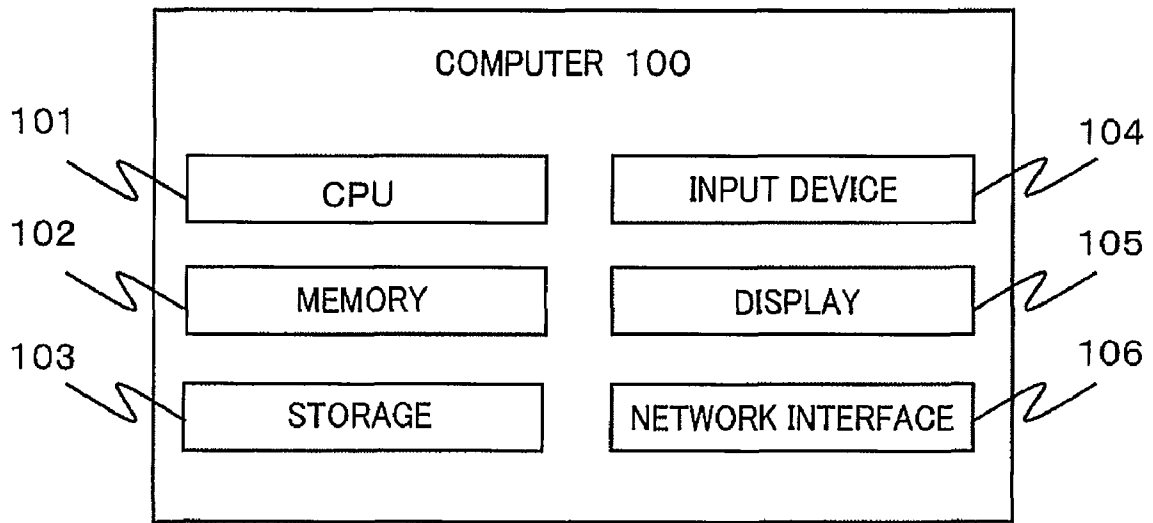 COMPUTER 100
101
CPU
INPUT DEVICE
104
102
MEMORY
DISPLAY
105
103
STORAGE
NETWORK INTERFACE
106